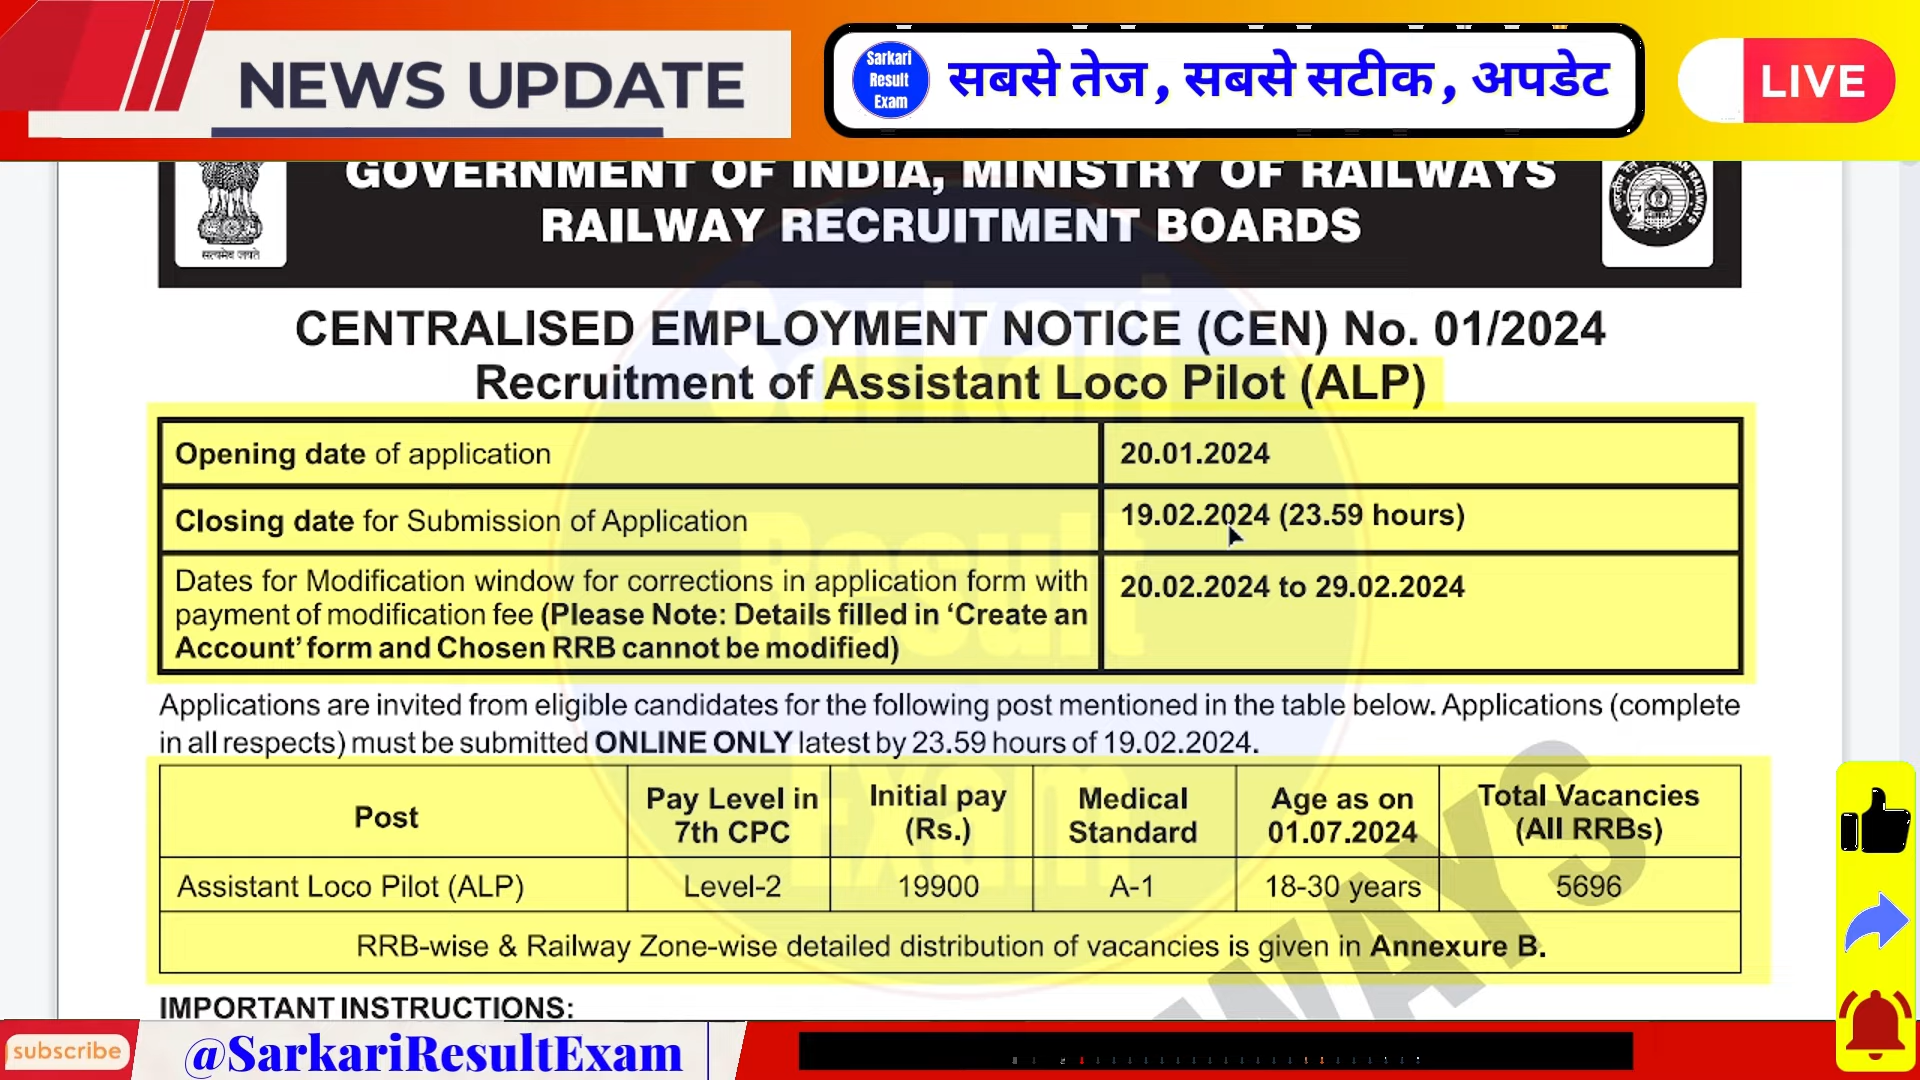 NEWS UPDATE
Sarkari
Result
Exam
सबसे तेज, सबसे सटीक, अपडेट
LIVE
सत्यमेव जयते
GOVERNMENT OF INDIA, MINISTRY OF RAILWAYS
RAILWAY RECRUITMENT BOARDS
CENTRALISED EMPLOYMENT NOTICE (CEN) No. 01/2024
Recruitment of Assistant Loco Pilot (ALP)
Opening date of application 20.01.2024
Closing date for Submission of Application 19.02.2024 (23.59 hours)
Dates for Modification window for corrections in application form with 20.02.2024 to 29.02.2024
payment of modification fee (Please Note: Details filled in ‘Create an
Account’ form and Chosen RRB cannot be modified)
Applications are invited from eligible candidates for the following post mentioned in the table below. Applications (complete
in all respects) must be submitted ONLINE ONLY latest by 23.59 hours of 19.02.2024.
Post Pay Level in 7th CPC Initial pay (Rs.) Medical Standard Age as on 01.07.2024 Total Vacancies (All RRBs)
Assistant Loco Pilot (ALP) Level-2 19900 A-1 18-30 years 5696
RRB-wise & Railway Zone-wise detailed distribution of vacancies is given in Annexure B.
IMPORTANT INSTRUCTIONS:
Sarkari
Result
Exam
WAYS
subscribe
@SarkariResultExam